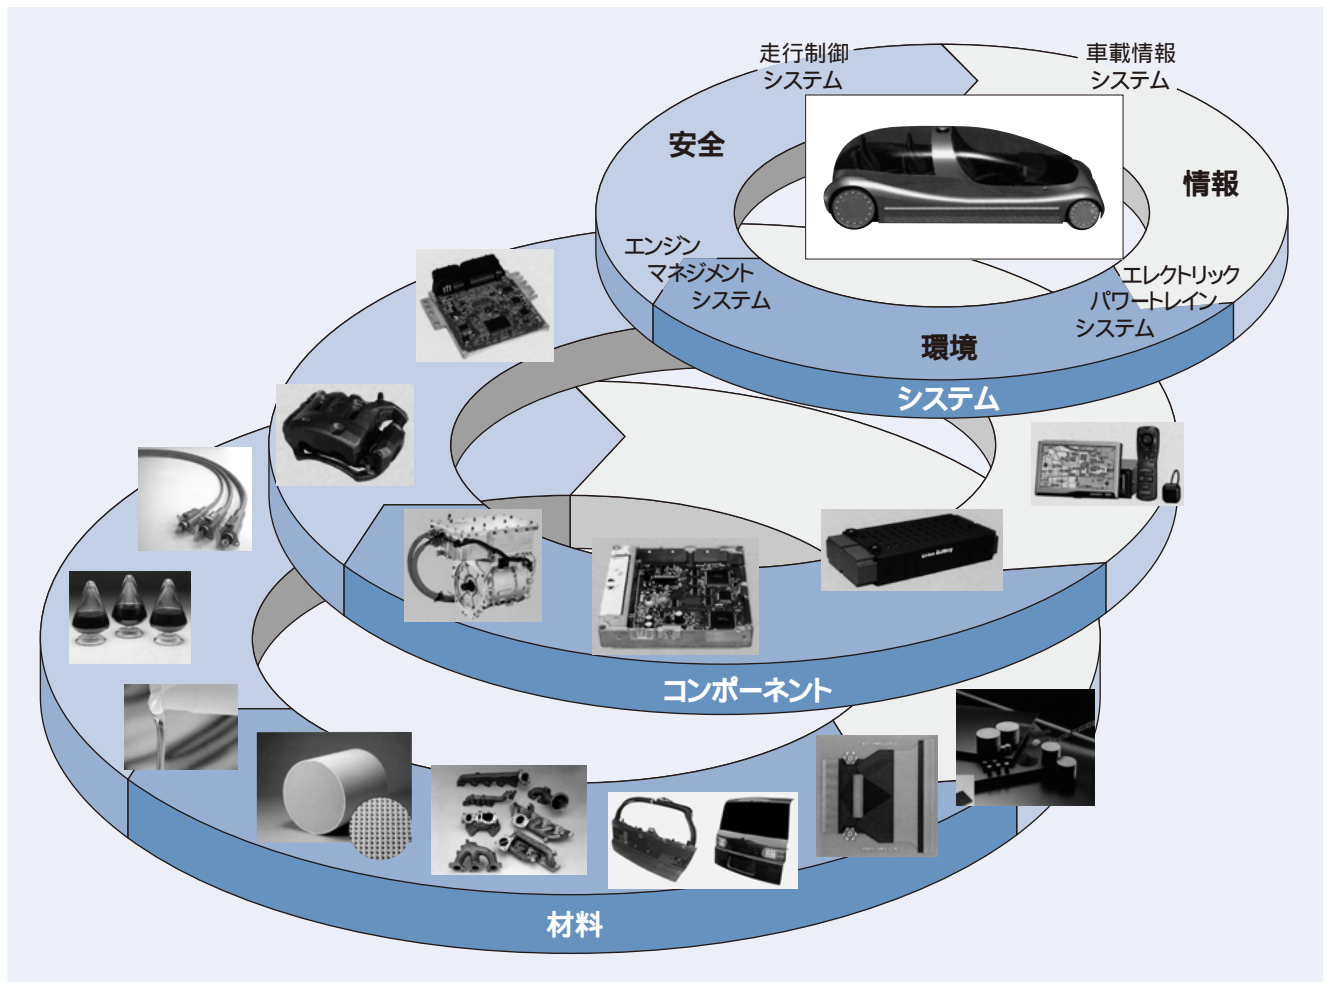 走行制御
システム
車載情報
システム
安全
情報
エンジン
マネジメント
システム
エレクトリック
パワートレイン
システム
環境
システム
Li-ion Battery
コンポーネント
材料